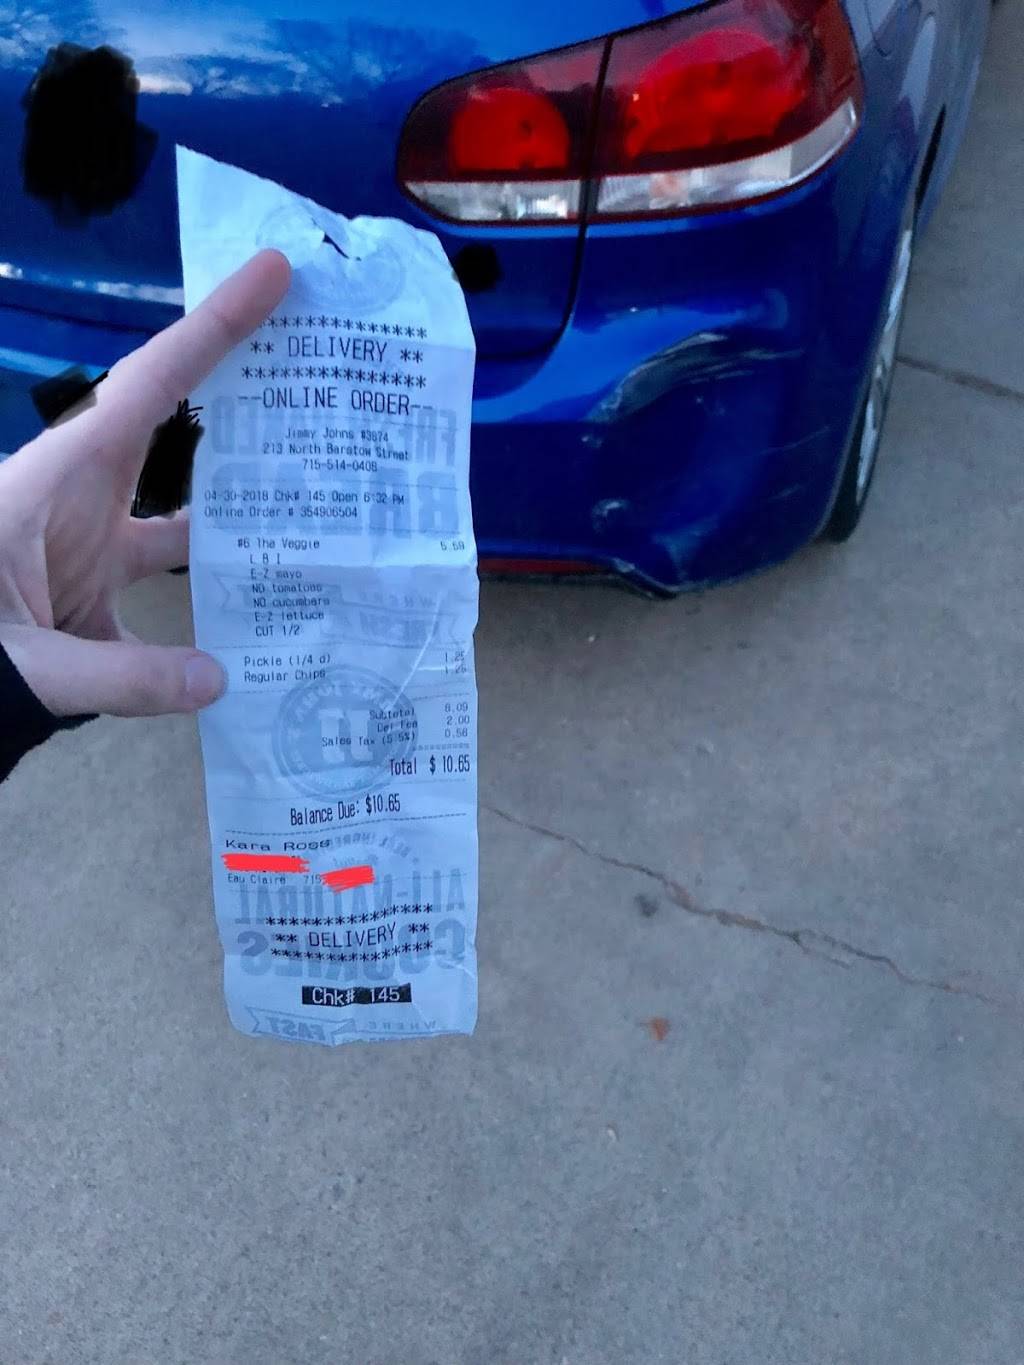 **************
** DELIVERY **
**************
--ONLINE ORDER--
Jimmy Johns #3874
213 North Barstow Street
715-514-0408
04-30-2018 Chk# 145 Open 6:32 PM
Online Order # 354906504
#6 The Veggie 5.59
L B I
E-Z mayo
NO tomatoes
NO cucumbers
E-Z lettuce
CUT 1/2
Pickle (1/4 d) 1.25
Regular Chips 1.25
Subtotal 8.09
Del Fee 2.00
Sales Tax (5.5%) 0.56
Total $ 10.65
Balance Due: $10.65
Kara Ross
Eau Claire 715
**************
** DELIVERY **
**************
Chk# 145